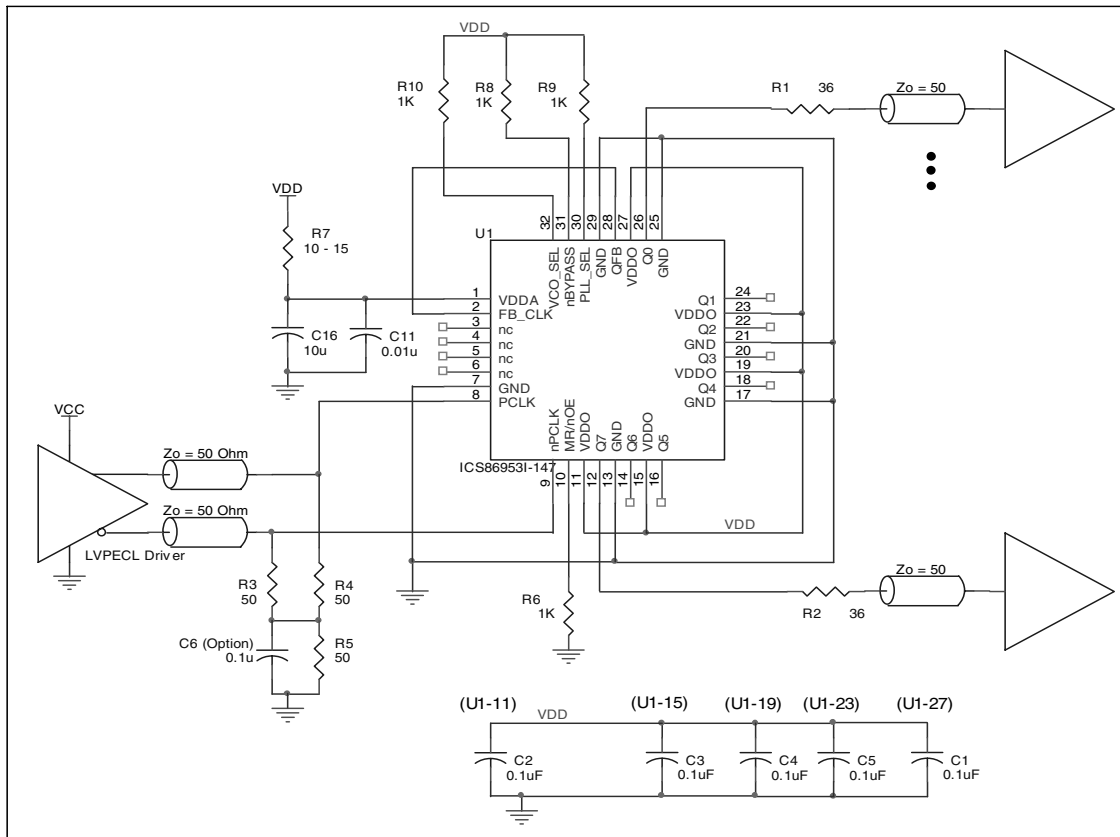 VDD
R10
1K
R8
1K
R9
1K
R1 36
Zo = 50
VDD
R7
10 - 15
C16
10u
C11
0.01u
U1
32
31
30
29
28
27
26
25
VCO_SEL
nBYPASS
PLL_SEL
GND
QFB
VDDO
Q0
GND
1 VDDA
2 FB_CLK
3 nc
4 nc
5 nc
6 nc
7 GND
8 PCLK
Q1 24
VDDO 23
Q2 22
GND 21
Q3 20
VDDO 19
Q4 18
GND 17
nPCLK
MR/nOE
VDDO
Q7
GND
Q6
VDDO
Q5
ICS86953I-147
9
10
11
12
13
14
15
16
VCC
Zo = 50 Ohm
Zo = 50 Ohm
LVPECL Driver
R3
50
R4
50
C6 (Option)
0.1u
R5
50
R6
1K
VDD
Zo = 50
R2 36
(U1-11) (U1-15) (U1-19) (U1-23) (U1-27)
VDD
C2
0.1uF
C3
0.1uF
C4
0.1uF
C5
0.1uF
C1
0.1uF